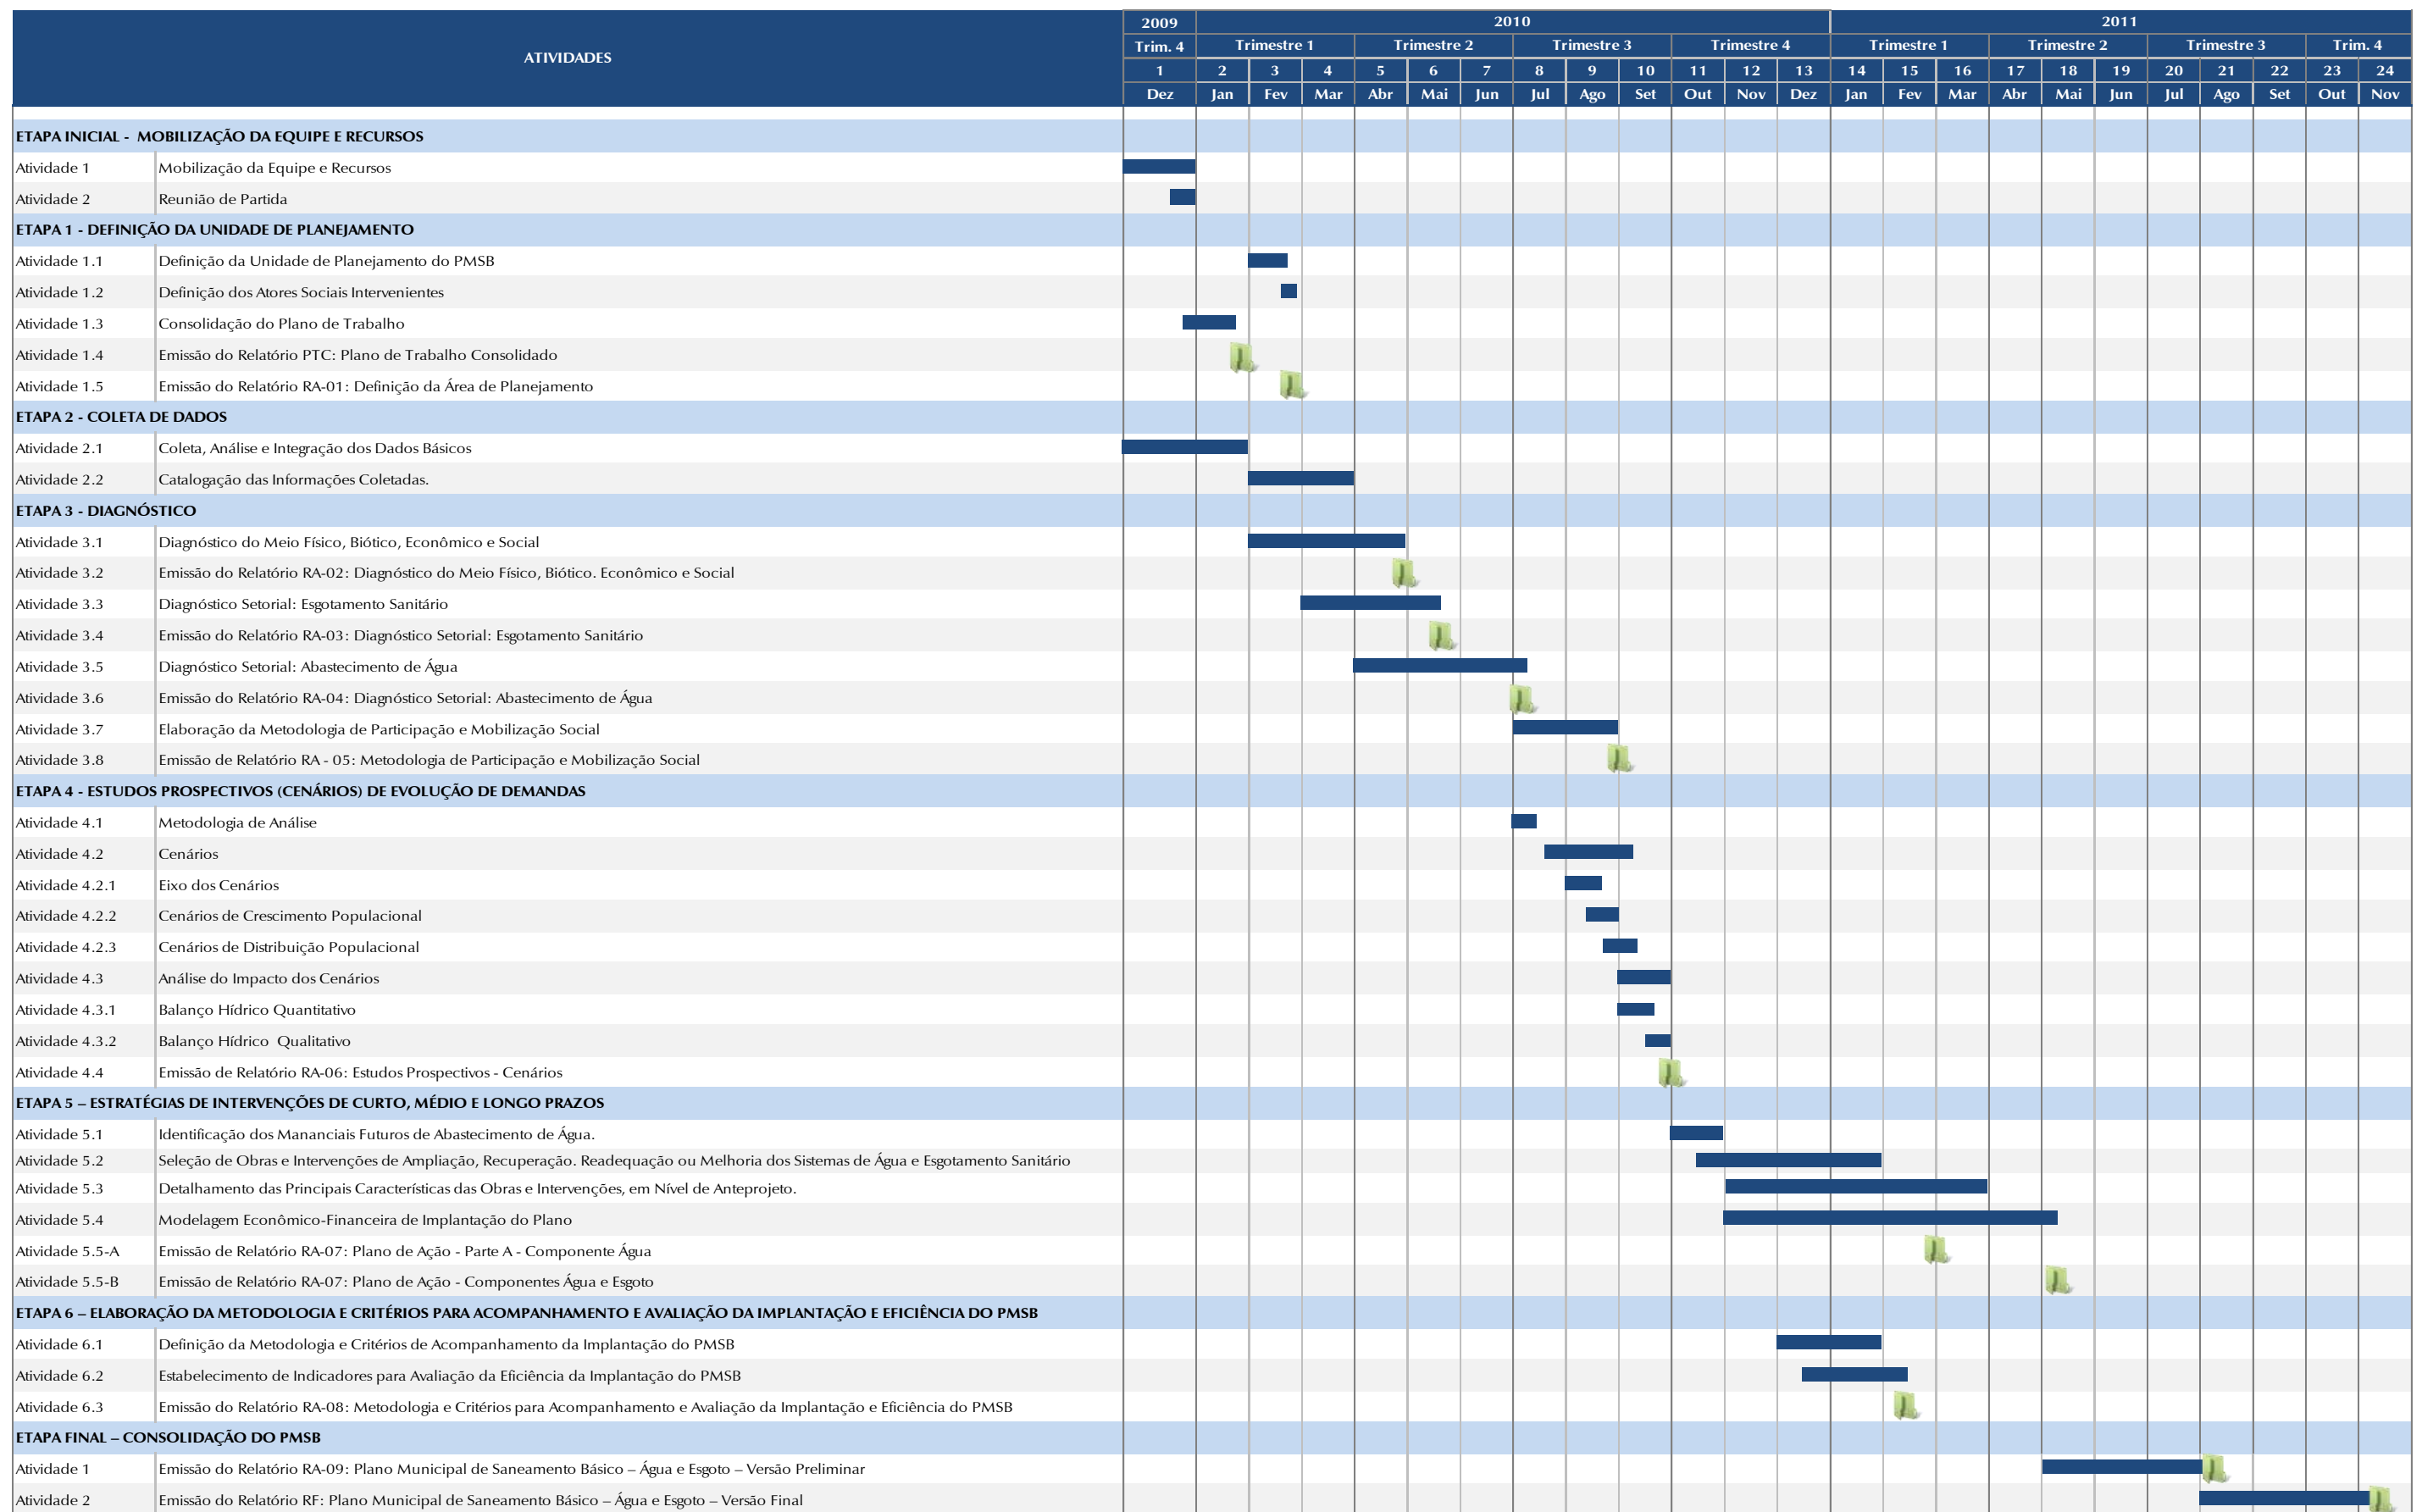 ATIVIDADES
2009 2010 2011
Trim. 4 Trimestre 1 Trimestre 2 Trimestre 3 Trimestre 4 Trimestre 1 Trimestre 2 Trimestre 3 Trim. 4
1 2 3 4 5 6 7 8 9 10 11 12 13 14 15 16 17 18 19 20 21 22 23 24
Dez Jan Fev Mar Abr Mai Jun Jul Ago Set Out Nov Dez Jan Fev Mar Abr Mai Jun Jul Ago Set Out Nov
ETAPA INICIAL - MOBILIZAÇÃO DA EQUIPE E RECURSOS
Atividade 1 Mobilização da Equipe e Recursos
Atividade 2 Reunião de Partida
ETAPA 1 - DEFINIÇÃO DA UNIDADE DE PLANEJAMENTO
Atividade 1.1 Definição da Unidade de Planejamento do PMSB
Atividade 1.2 Definição dos Atores Sociais Intervenientes
Atividade 1.3 Consolidação do Plano de Trabalho
Atividade 1.4 Emissão do Relatório PTC: Plano de Trabalho Consolidado
Atividade 1.5 Emissão do Relatório RA-01: Definição da Área de Planejamento
ETAPA 2 - COLETA DE DADOS
Atividade 2.1 Coleta, Análise e Integração dos Dados Básicos
Atividade 2.2 Catalogação das Informações Coletadas.
ETAPA 3 - DIAGNÓSTICO
Atividade 3.1 Diagnóstico do Meio Físico, Biótico, Econômico e Social
Atividade 3.2 Emissão do Relatório RA-02: Diagnóstico do Meio Físico, Biótico. Econômico e Social
Atividade 3.3 Diagnóstico Setorial: Esgotamento Sanitário
Atividade 3.4 Emissão do Relatório RA-03: Diagnóstico Setorial: Esgotamento Sanitário
Atividade 3.5 Diagnóstico Setorial: Abastecimento de Água
Atividade 3.6 Emissão do Relatório RA-04: Diagnóstico Setorial: Abastecimento de Água
Atividade 3.7 Elaboração da Metodologia de Participação e Mobilização Social
Atividade 3.8 Emissão de Relatório RA - 05: Metodologia de Participação e Mobilização Social
ETAPA 4 - ESTUDOS PROSPECTIVOS (CENÁRIOS) DE EVOLUÇÃO DE DEMANDAS
Atividade 4.1 Metodologia de Análise
Atividade 4.2 Cenários
Atividade 4.2.1 Eixo dos Cenários
Atividade 4.2.2 Cenários de Crescimento Populacional
Atividade 4.2.3 Cenários de Distribuição Populacional
Atividade 4.3 Análise do Impacto dos Cenários
Atividade 4.3.1 Balanço Hídrico Quantitativo
Atividade 4.3.2 Balanço Hídrico Qualitativo
Atividade 4.4 Emissão de Relatório RA-06: Estudos Prospectivos - Cenários
ETAPA 5 – ESTRATÉGIAS DE INTERVENÇÕES DE CURTO, MÉDIO E LONGO PRAZOS
Atividade 5.1 Identificação dos Mananciais Futuros de Abastecimento de Água.
Atividade 5.2 Seleção de Obras e Intervenções de Ampliação, Recuperação. Readequação ou Melhoria dos Sistemas de Água e Esgotamento Sanitário
Atividade 5.3 Detalhamento das Principais Características das Obras e Intervenções, em Nível de Anteprojeto.
Atividade 5.4 Modelagem Econômico-Financeira de Implantação do Plano
Atividade 5.5-A Emissão de Relatório RA-07: Plano de Ação - Parte A - Componente Água
Atividade 5.5-B Emissão de Relatório RA-07: Plano de Ação - Componentes Água e Esgoto
ETAPA 6 – ELABORAÇÃO DA METODOLOGIA E CRITÉRIOS PARA ACOMPANHAMENTO E AVALIAÇÃO DA IMPLANTAÇÃO E EFICIÊNCIA DO PMSB
Atividade 6.1 Definição da Metodologia e Critérios de Acompanhamento da Implantação do PMSB
Atividade 6.2 Estabelecimento de Indicadores para Avaliação da Eficiência da Implantação do PMSB
Atividade 6.3 Emissão do Relatório RA-08: Metodologia e Critérios para Acompanhamento e Avaliação da Implantação e Eficiência do PMSB
ETAPA FINAL – CONSOLIDAÇÃO DO PMSB
Atividade 1 Emissão do Relatório RA-09: Plano Municipal de Saneamento Básico – Água e Esgoto – Versão Preliminar
Atividade 2 Emissão do Relatório RF: Plano Municipal de Saneamento Básico – Água e Esgoto – Versão Final